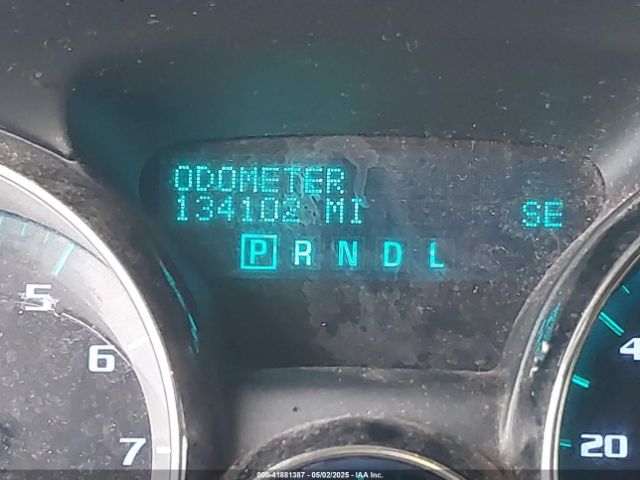 ODOMETER
134102 MI SE
P R N D L
5
6
7
4
20
000-41881387 - 05/02/2025 - IAA Inc.